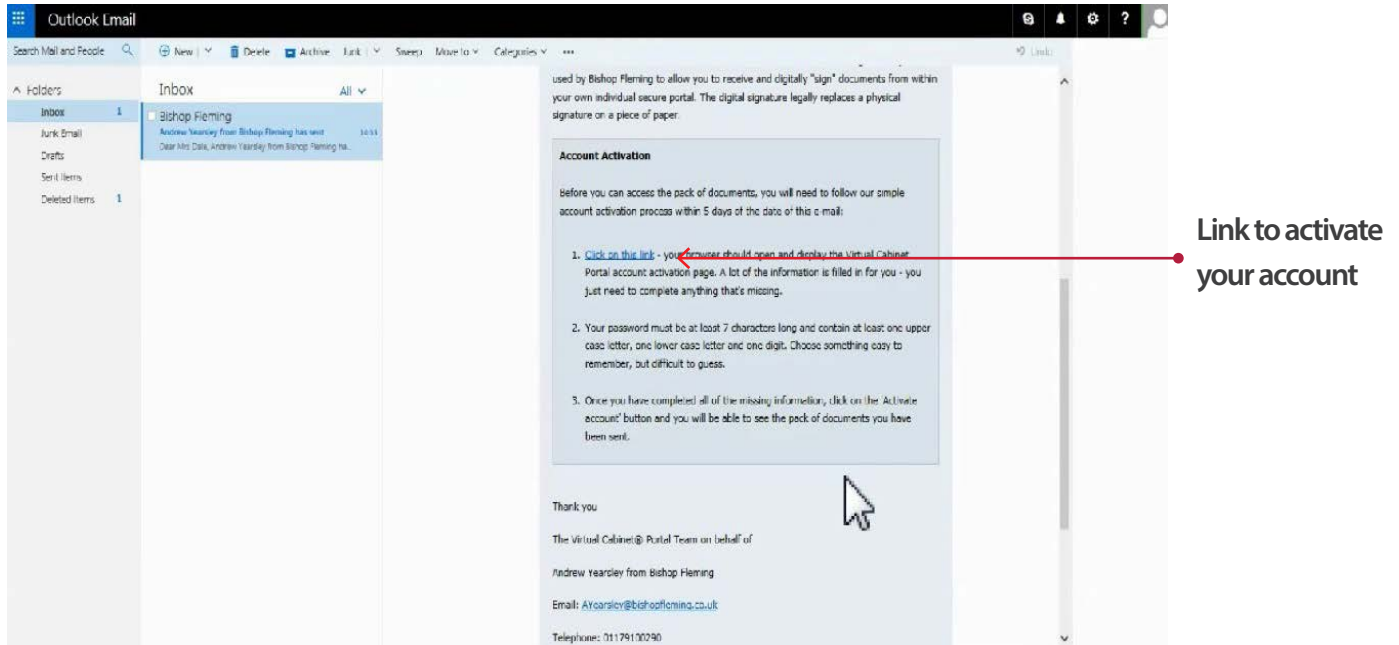 Outlook Email
?
Search Mail and People
New
Delete
Archive
Junk
Sweep
Move to
Categories
...
Undo
Folders
Inbox 1
Junk Email
Drafts
Sent Items
Deleted Items 1
Inbox
All
Bishop Fleming
Andrew Yearsley from Bishop Fleming has sent
Dear Mrs Dale, Andrew Yearsley from Bishop Fleming ha..
used by Bishop Fleming to allow you to receive and digitally "sign" documents from within
your own individual secure portal. The digital signature legally replaces a physical
signature on a piece of paper.
Account Activation
Before you can access the pack of documents, you will need to follow our simple
account activation process within 5 days of the date of this e-mail:
1. Click on this link - your browser should open and display the Virtual Cabinet
Portal account activation page. A lot of the information is filled in for you - you
just need to complete anything that's missing.
2. Your password must be at least 7 characters long and contain at least one upper
case letter, one lower case letter and one digit. Choose something easy to
remember, but difficult to guess.
3. Once you have completed all of the missing information, click on the 'Activate
account' button and you will be able to see the pack of documents you have
been sent.
Thank you
The Virtual Cabinet® Portal Team on behalf of
Andrew Yearsley from Bishop Fleming
Email: AYearsley@bishopfleming.co.uk
Telephone: 01179100290
Link to activate
your account